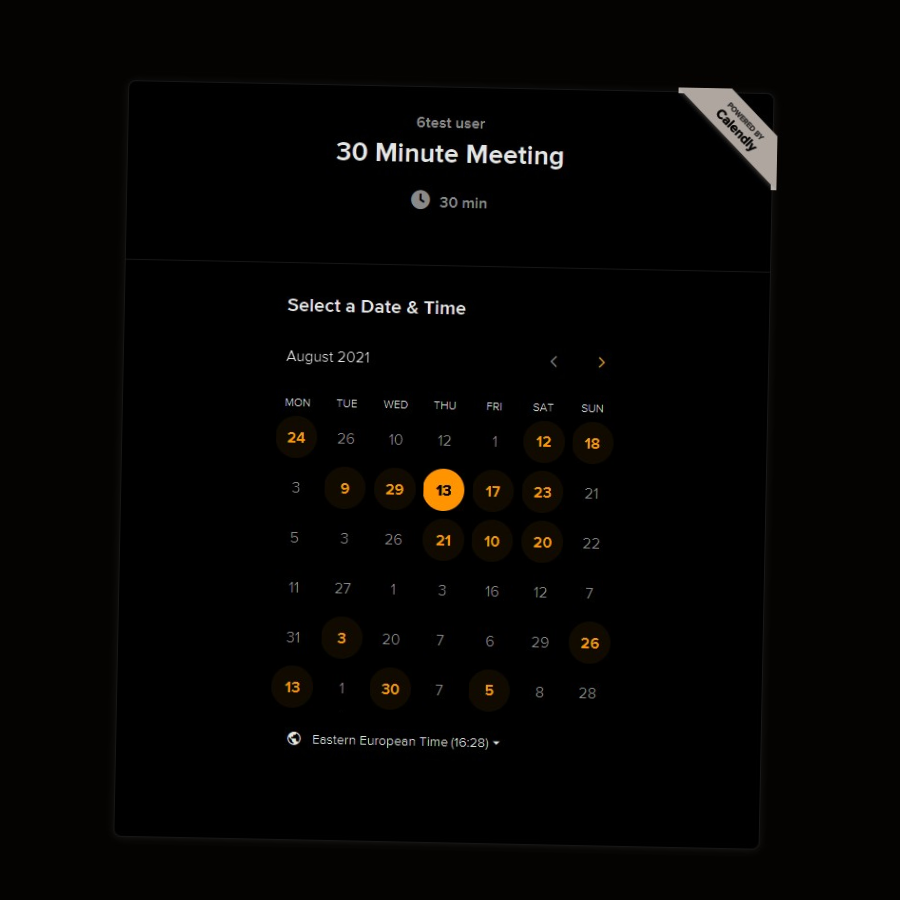 POWERED BY
Calendly
6test user
30 Minute Meeting
30 min
Select a Date & Time
August 2021
MON TUE WED THU FRI SAT SUN
24 26 10 12 1 12 18
3 9 29 13 17 23 21
5 3 26 21 10 20 22
11 27 1 3 16 12 7
31 3 20 7 6 29 26
13 1 30 7 5 8 28
Eastern European Time (16:28)